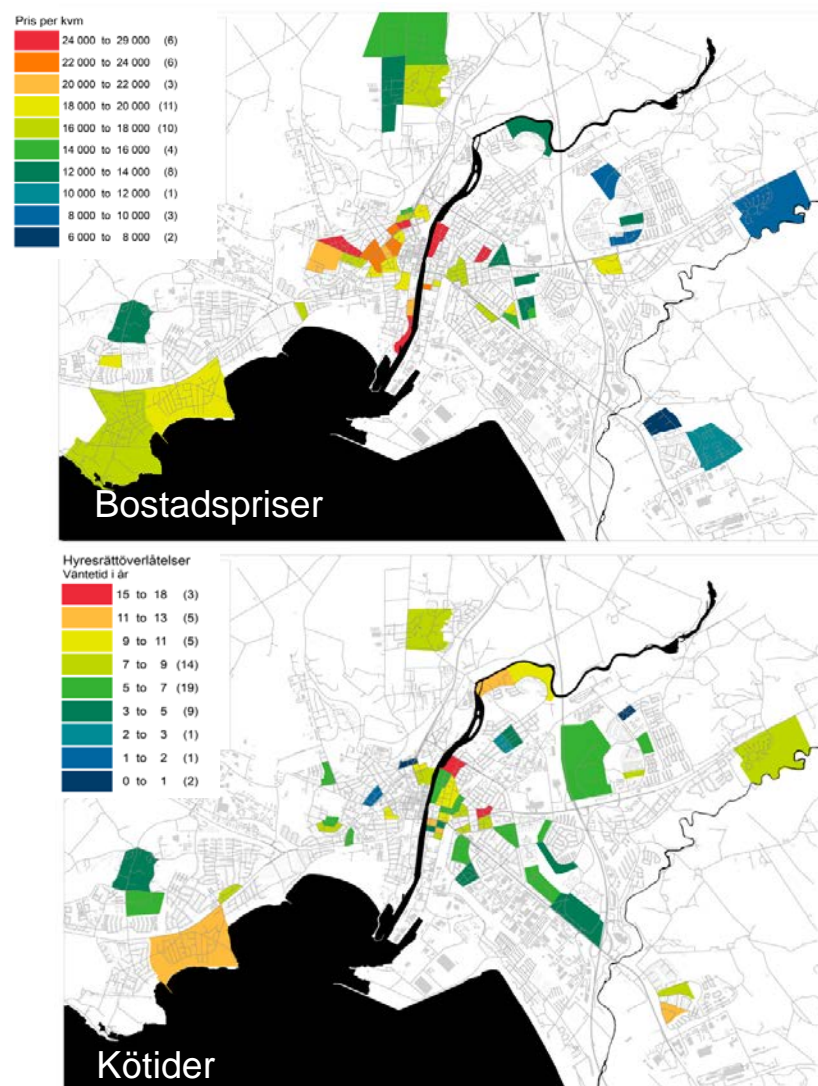 Pris per kvm
24 000 to 29 000 (6)
22 000 to 24 000 (6)
20 000 to 22 000 (3)
18 000 to 20 000 (11)
16 000 to 18 000 (10)
14 000 to 16 000 (4)
12 000 to 14 000 (8)
10 000 to 12 000 (1)
8 000 to 10 000 (3)
6 000 to 8 000 (2)
Bostadspriser
Hyresrättöverlåtelser
Väntetid i år
15 to 18 (3)
11 to 13 (5)
9 to 11 (5)
7 to 9 (14)
5 to 7 (19)
3 to 5 (9)
2 to 3 (1)
1 to 2 (1)
0 to 1 (2)
Kötider